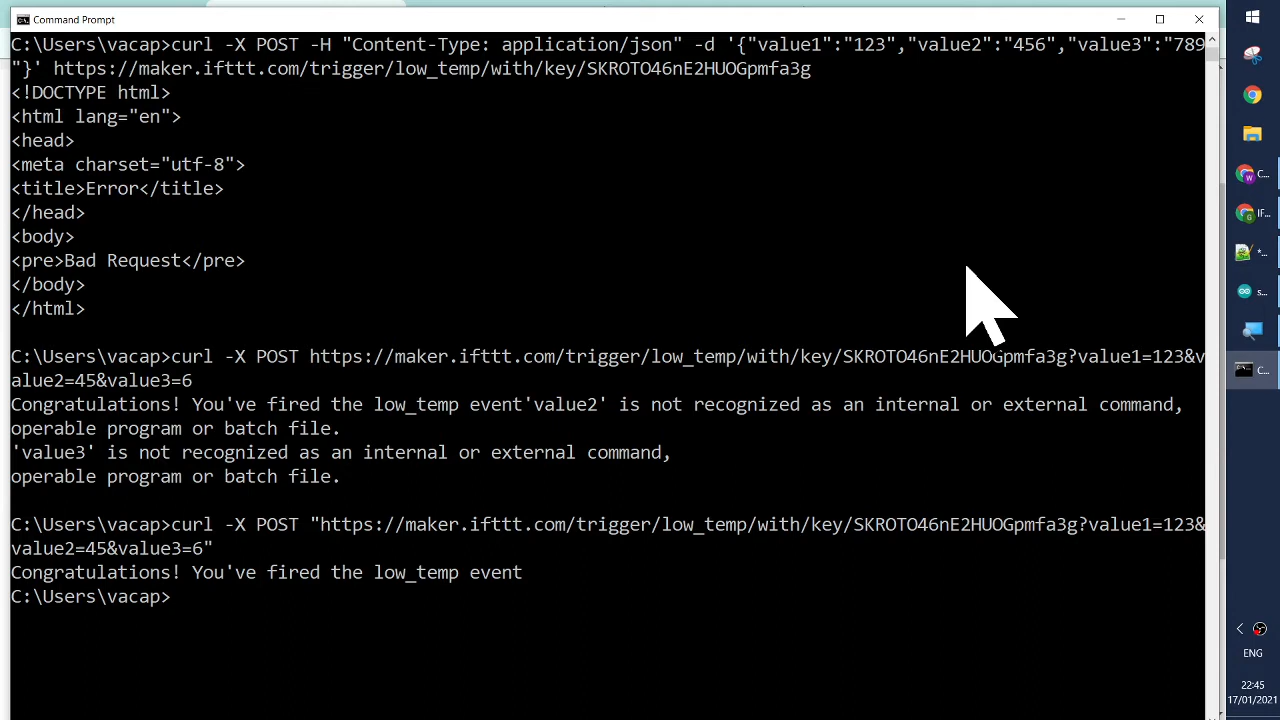 Command Prompt
C:\Users\vacap>curl -X POST -H "Content-Type: application/json" -d '{"value1":"123","value2":"456","value3":"789
"}' https://maker.ifttt.com/trigger/low_temp/with/key/SKROTO46nE2HUOGpmfa3g
<!DOCTYPE html>
<html lang="en">
<head>
<meta charset="utf-8">
<title>Error</title>
</head>
<body>
<pre>Bad Request</pre>
</body>
</html>
C:\Users\vacap>curl -X POST https://maker.ifttt.com/trigger/low_temp/with/key/SKROTO46nE2HUOGpmfa3g?value1=123&v
alue2=45&value3=6
Congratulations! You've fired the low_temp event'value2' is not recognized as an internal or external command,
operable program or batch file.
'value3' is not recognized as an internal or external command,
operable program or batch file.
C:\Users\vacap>curl -X POST "https://maker.ifttt.com/trigger/low_temp/with/key/SKROTO46nE2HUOGpmfa3g?value1=123&
value2=45&value3=6"
Congratulations! You've fired the low_temp event
C:\Users\vacap>
C...
IF...
*...
s...
C...
ENG
22:45
17/01/2021